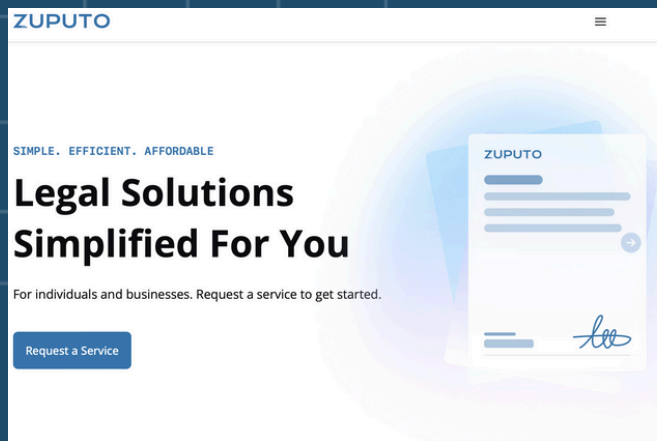 ZUPUTO
SIMPLE. EFFICIENT. AFFORDABLE
Legal Solutions
Simplified For You
For individuals and businesses. Request a service to get started.
Request a Service
ZUPUTO